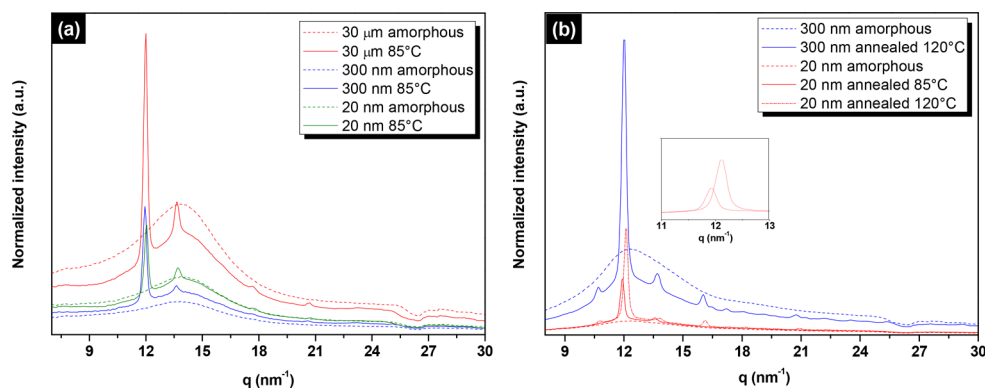 (a)
30 μm amorphous
30 μm 85°C
300 nm amorphous
300 nm 85°C
20 nm amorphous
20 nm 85°C
Normalized intensity (a.u.)
9 12 15 18 21 24 27 30
q (nm⁻¹)
(b)
300 nm amorphous
300 nm annealed 120°C
20 nm amorphous
20 nm annealed 85°C
20 nm annealed 120°C
Normalized intensity (a.u.)
11 12 13
q (nm⁻¹)
9 12 15 18 21 24 27 30
q (nm⁻¹)